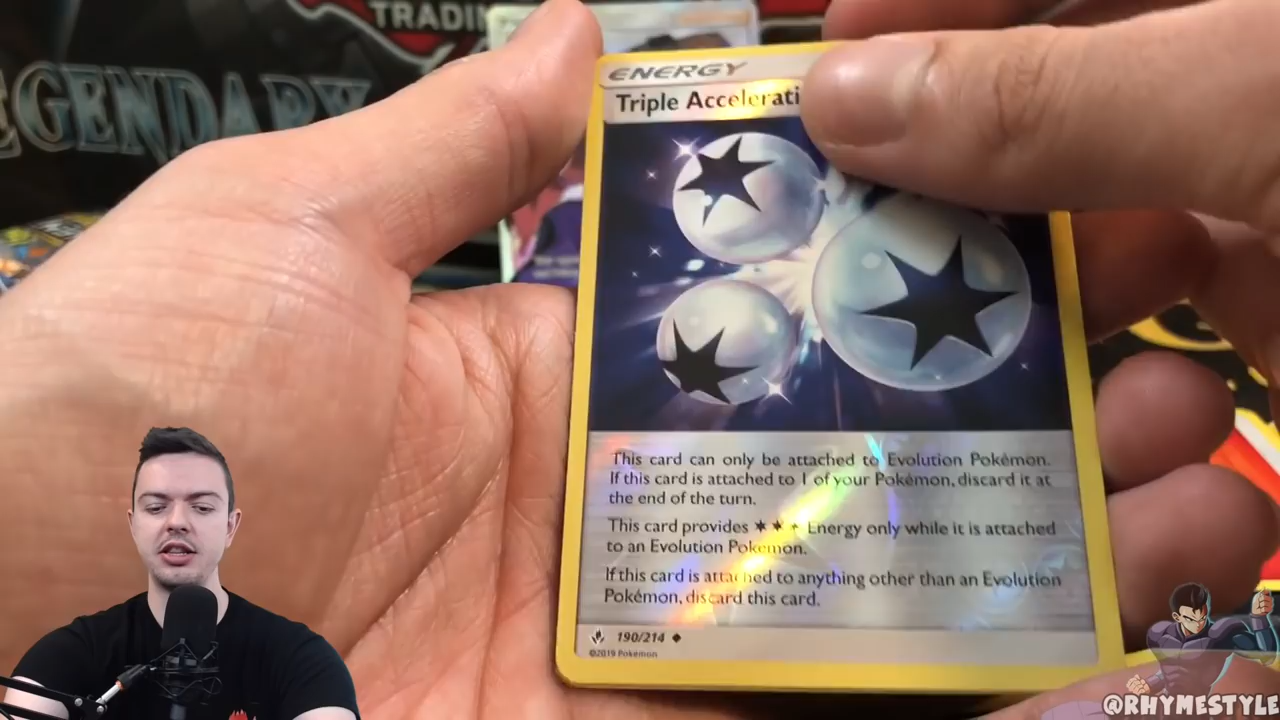 TRADIN
EGENDARY
ENERGY
Triple Accelerati
This card can only be attached to Evolution Pokémon.
If this card is attached to 1 of your Pokémon, discard it at
the end of the turn.
This card provides ✶ ✶ ✶ Energy only while it is attached
to an Evolution Pokémon.
If this card is attached to anything other than an Evolution
Pokémon, discard this card.
190/214 ◆
©2019 Pokémon
@RHYMESTYLE